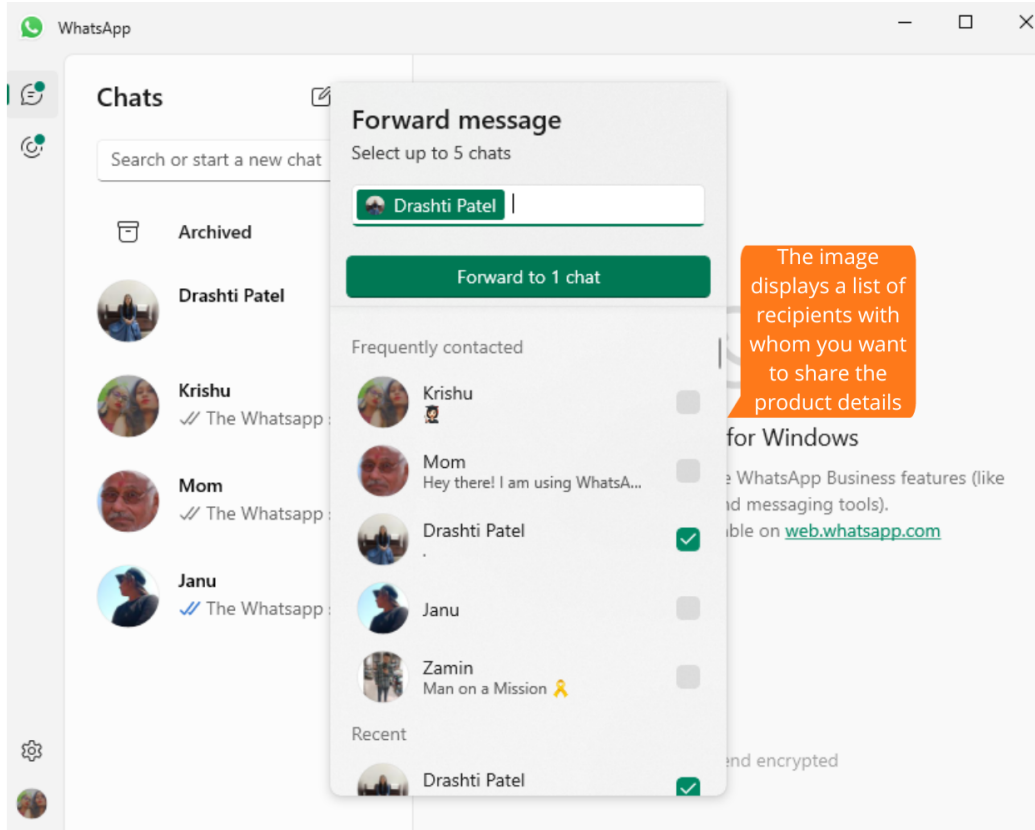 WhatsApp
Chats
Search or start a new chat
Archived
Drashti Patel
Krishu
The Whatsapp
Mom
The Whatsapp
Janu
The Whatsapp
Forward message
Select up to 5 chats
Drashti Patel
Forward to 1 chat
Frequently contacted
Krishu
👩🏻‍🎓
Mom
Hey there! I am using WhatsA...
Drashti Patel
.
Janu
Zamin
Man on a Mission 🎗️
Recent
Drashti Patel
The image
displays a list of
recipients with
whom you want
to share the
product details
for Windows
WhatsApp Business features (like
messaging tools).
on web.whatsapp.com
encrypted